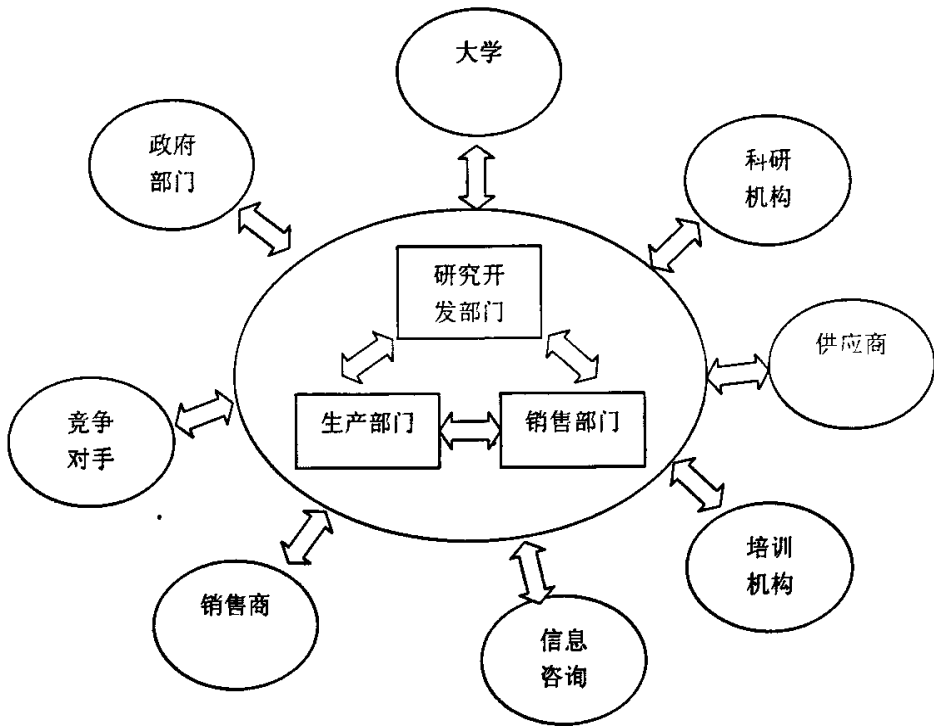 大学
政府
部门
科研
机构
研究开
发部门
供应商
生产部门
销售部门
竞争
对手
培训
机构
销售商
信息
咨询